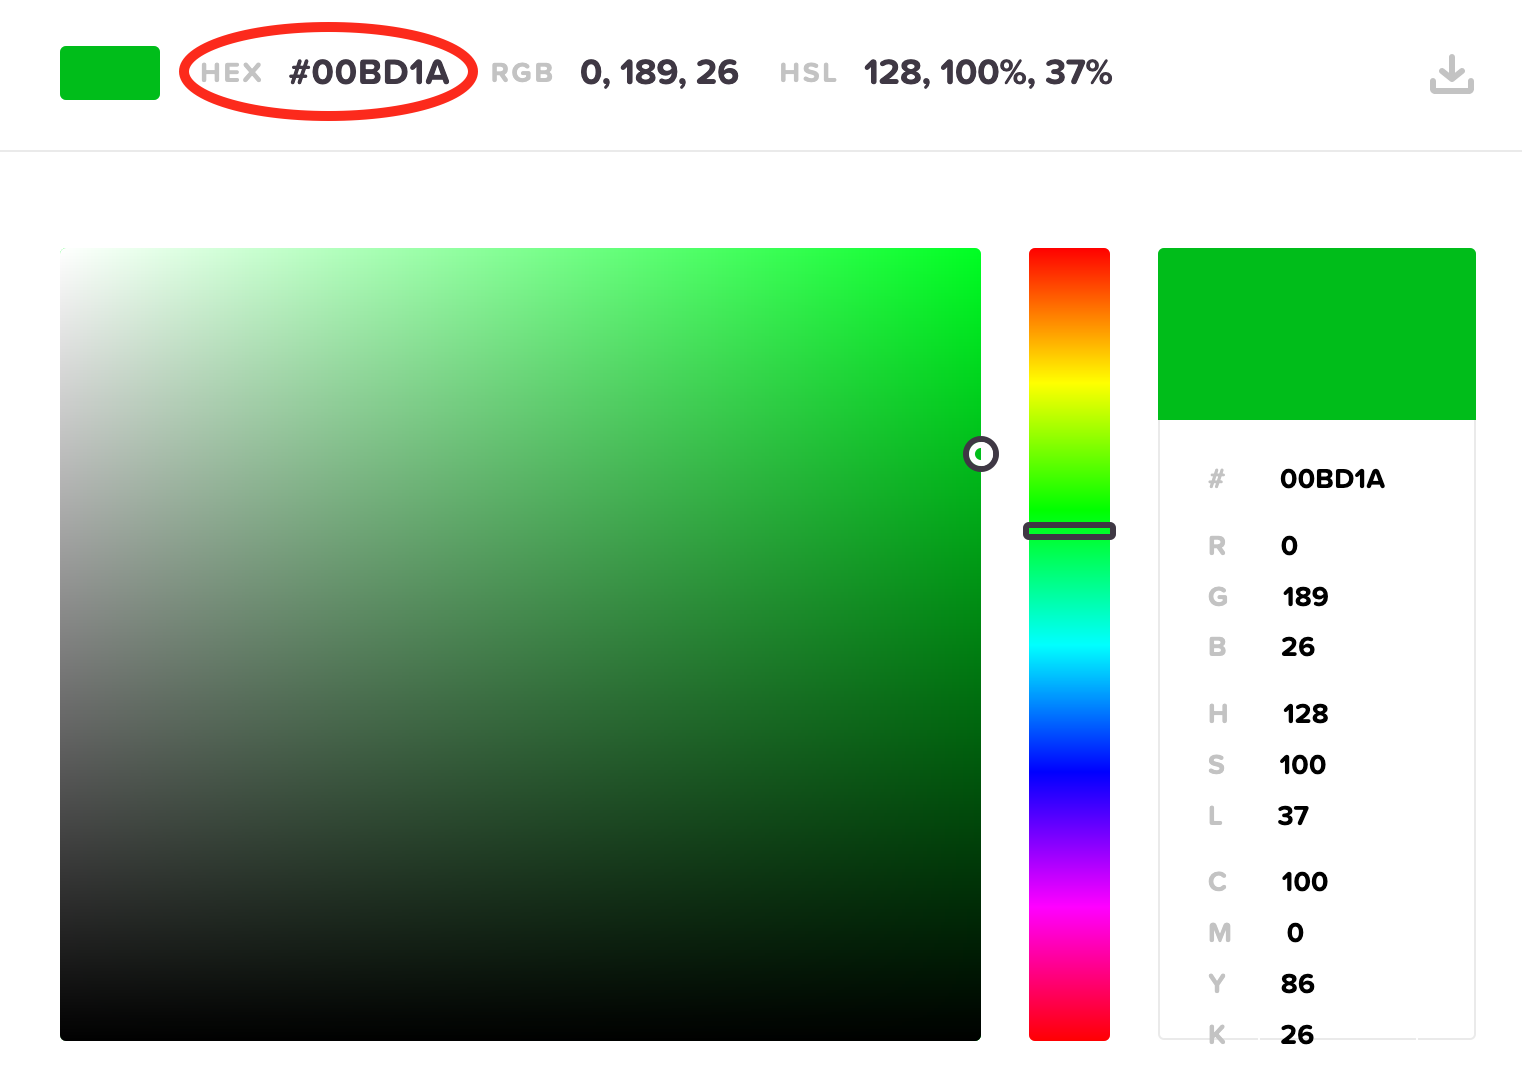 HEX #00BD1A RGB 0, 189, 26 HSL 128, 100%, 37%
# 00BD1A
R 0
G 189
B 26
H 128
S 100
L 37
C 100
M 0
Y 86
K 26